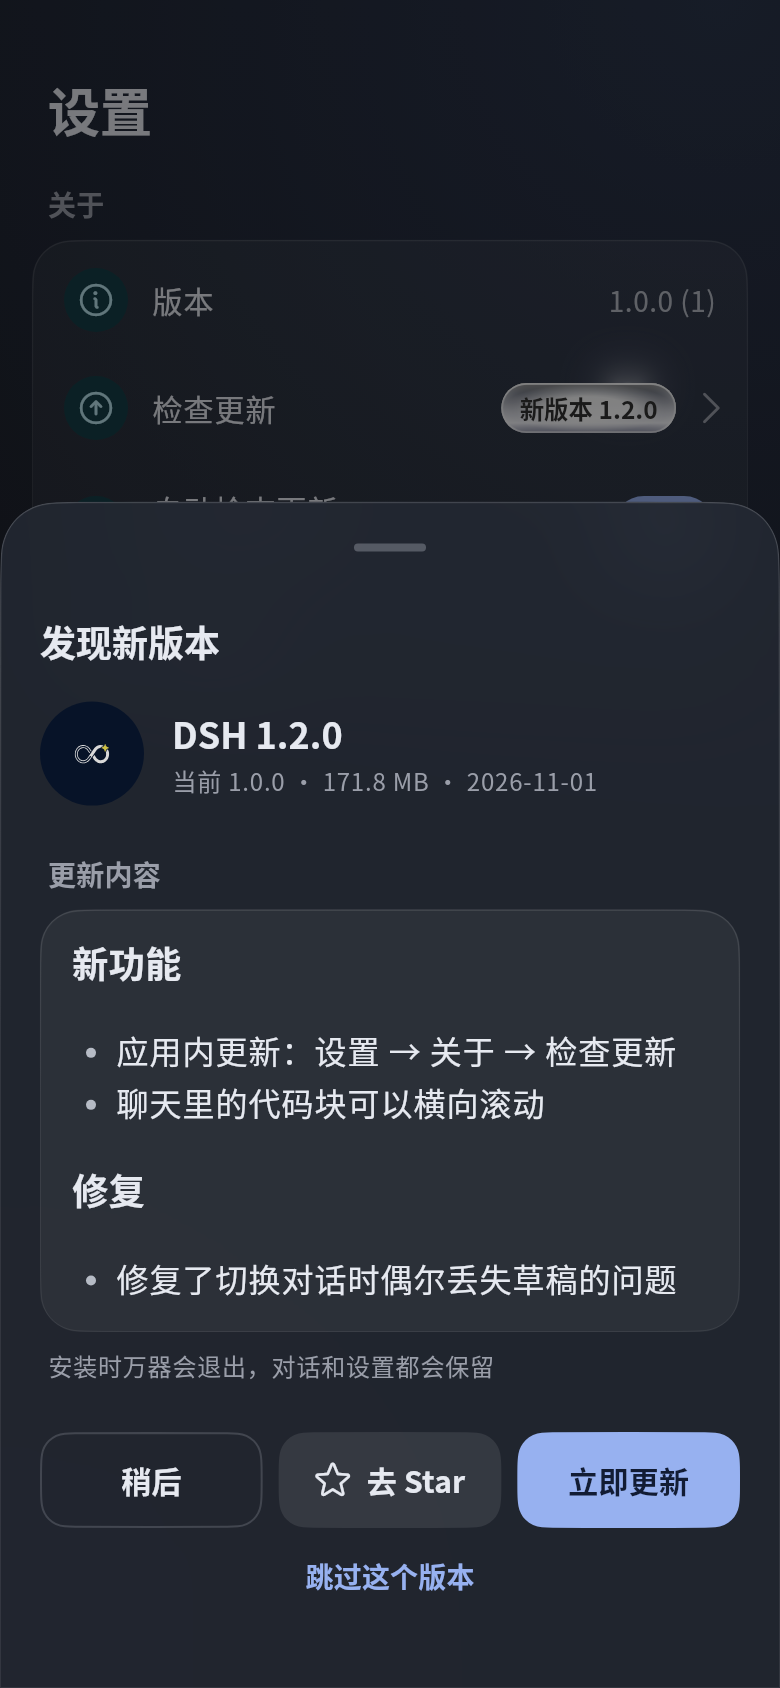 设置
关于
版本
1.0.0 (1)
检查更新
新版本 1.2.0
自动检查更新
发现新版本
DSH 1.2.0
当前 1.0.0 · 171.8 MB · 2026-11-01
更新内容
新功能
• 应用内更新：设置 → 关于 → 检查更新
• 聊天里的代码块可以横向滚动
修复
• 修复了切换对话时偶尔丢失草稿的问题
安装时万器会退出，对话和设置都会保留
稍后
去 Star
立即更新
跳过这个版本